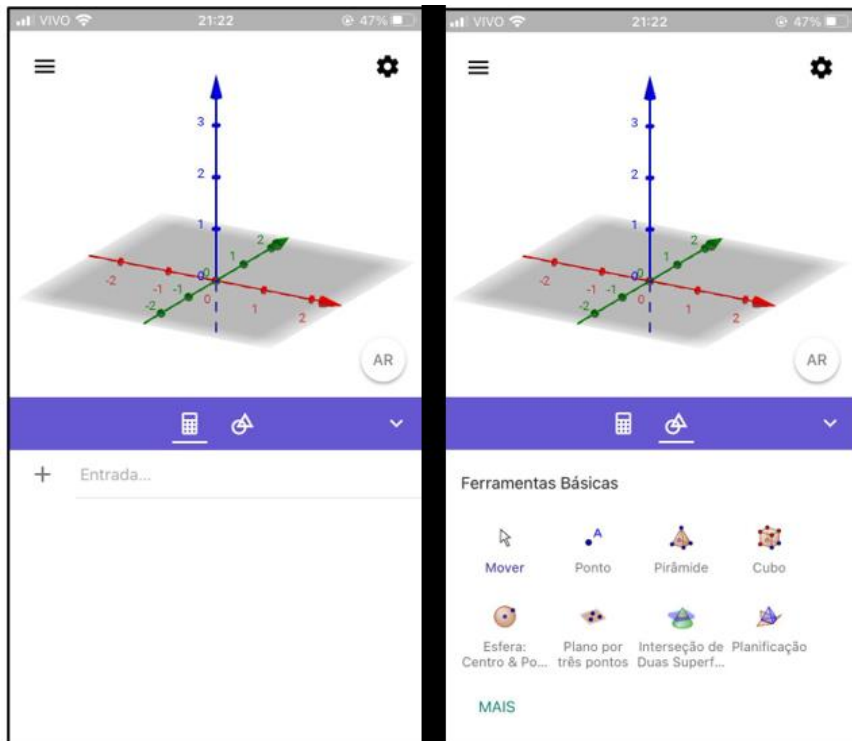 VIVO 21:22 47%
3
2
1
0
2
1
0
-1
-2
-2
-1
0
1
2
AR
Entrada...
VIVO 21:22 47%
3
2
1
0
2
1
0
-1
-2
-2
-1
0
1
2
AR
Ferramentas Básicas
A
Mover Ponto Pirâmide Cubo
Esfera: Plano por Interseção de Planificação
Centro & Po... três pontos Duas Superf...
MAIS